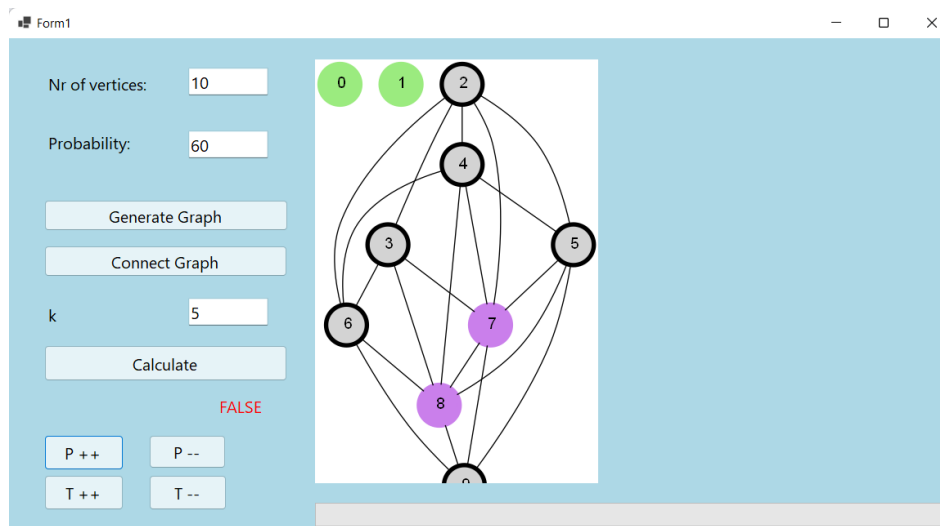 Form1
Nr of vertices: 10
Probability: 60
Generate Graph
Connect Graph
k 5
Calculate
FALSE
P ++ P --
T ++ T --
0 1 2
4
3 5
6 7
8
9